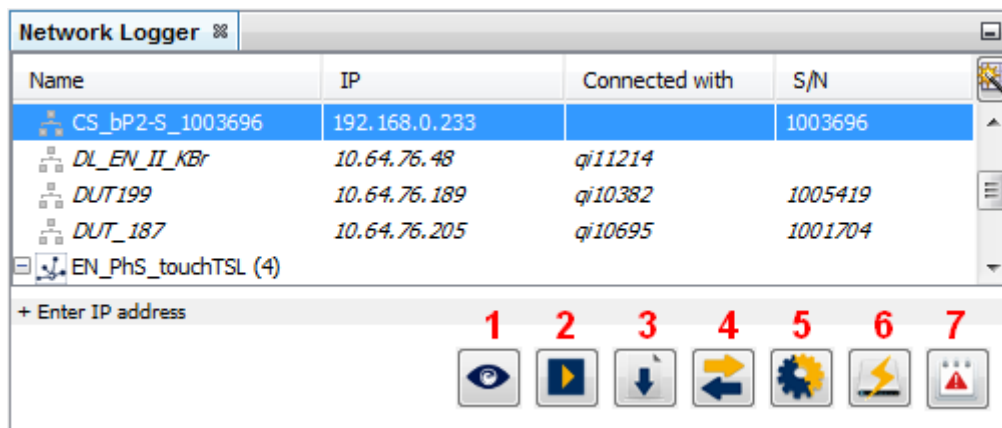 Network Logger
Name IP Connected with S/N
CS_bP2-S_1003696 192.168.0.233 1003696
DL_EN_II_KBr 10.64.76.48 qi11214
DUT199 10.64.76.189 qi10382 1005419
DUT_187 10.64.76.205 qi10695 1001704
EN_PhS_touchTSL (4)
+ Enter IP address
1 2 3 4 5 6 7